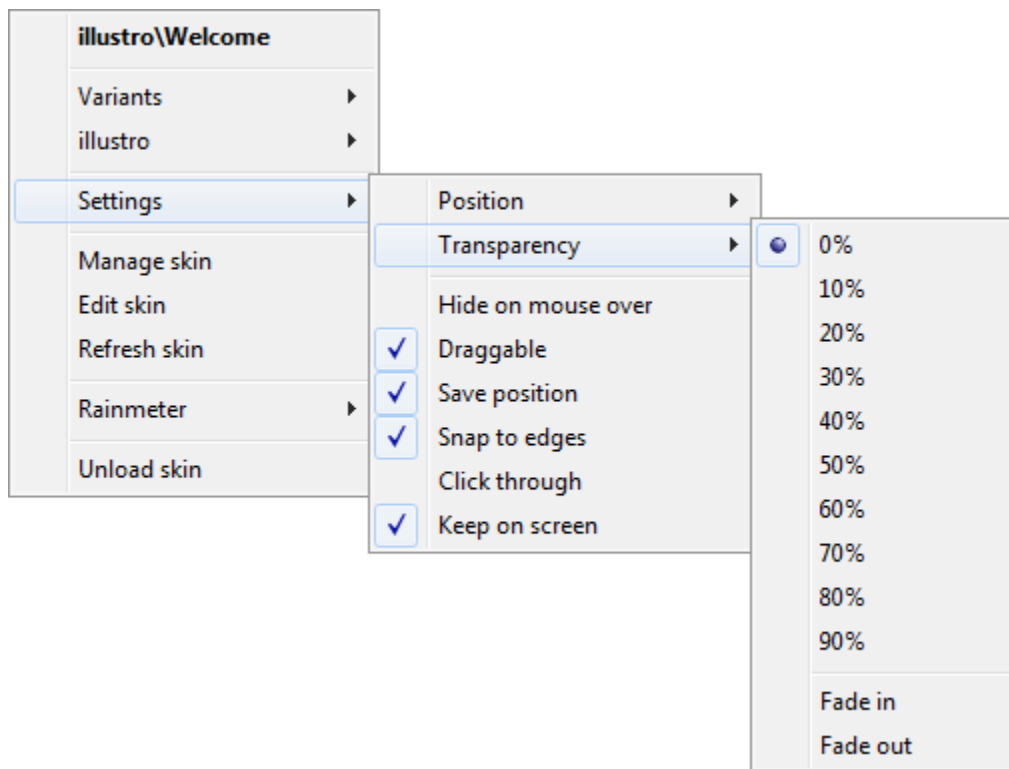 illustro\Welcome
Variants
illustro
Settings
Manage skin
Edit skin
Refresh skin
Rainmeter
Unload skin
Position
Transparency
Hide on mouse over
Draggable
Save position
Snap to edges
Click through
Keep on screen
0%
10%
20%
30%
40%
50%
60%
70%
80%
90%
Fade in
Fade out